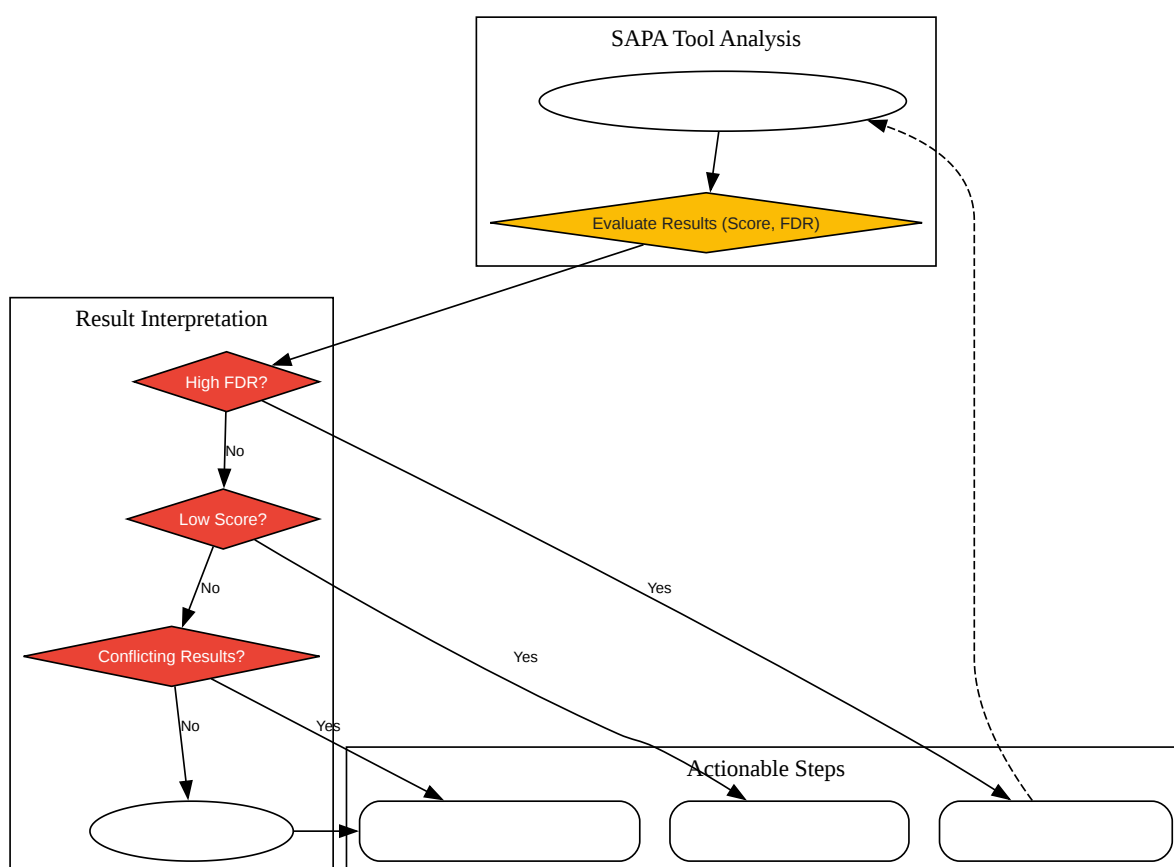 SAPA Tool Analysis
Evaluate Results (Score, FDR)
Result Interpretation
High FDR?
No
Low Score?
No
Yes
Conflicting Results?
Yes
No
Yes
Actionable Steps